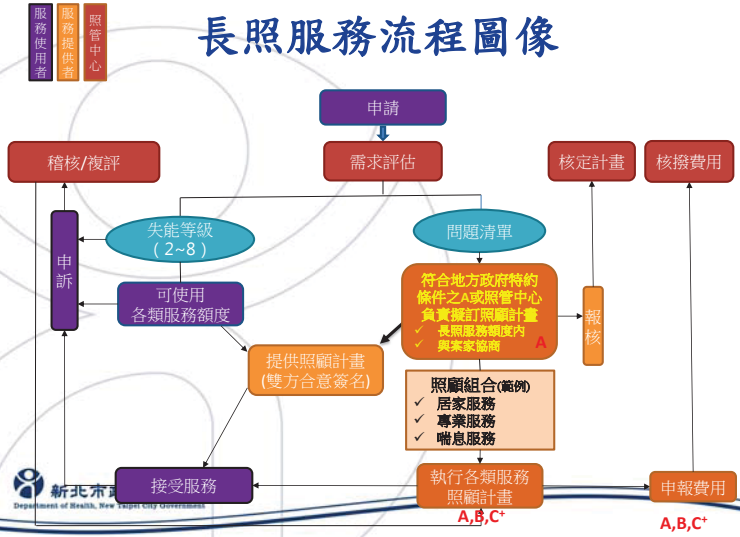 服務使用者
服務提供者
照管中心
長照服務流程圖像
申請
稽核/複評
需求評估
核定計畫
核撥費用
失能等級
(2~8)
問題清單
申訴
可使用
各類服務額度
符合地方政府特約
條件之A或照管中心
負責擬訂照顧計畫
✓ 長照服務額度內
✓ 與案家協商
A
報核
提供照顧計畫
(雙方合意簽名)
照顧組合(範例)
✓ 居家服務
✓ 專業服務
✓ 喘息服務
接受服務
執行各類服務
照顧計畫
A,B,C+
申報費用
A,B,C+
新北市
Department of Health, New Taipei City Government